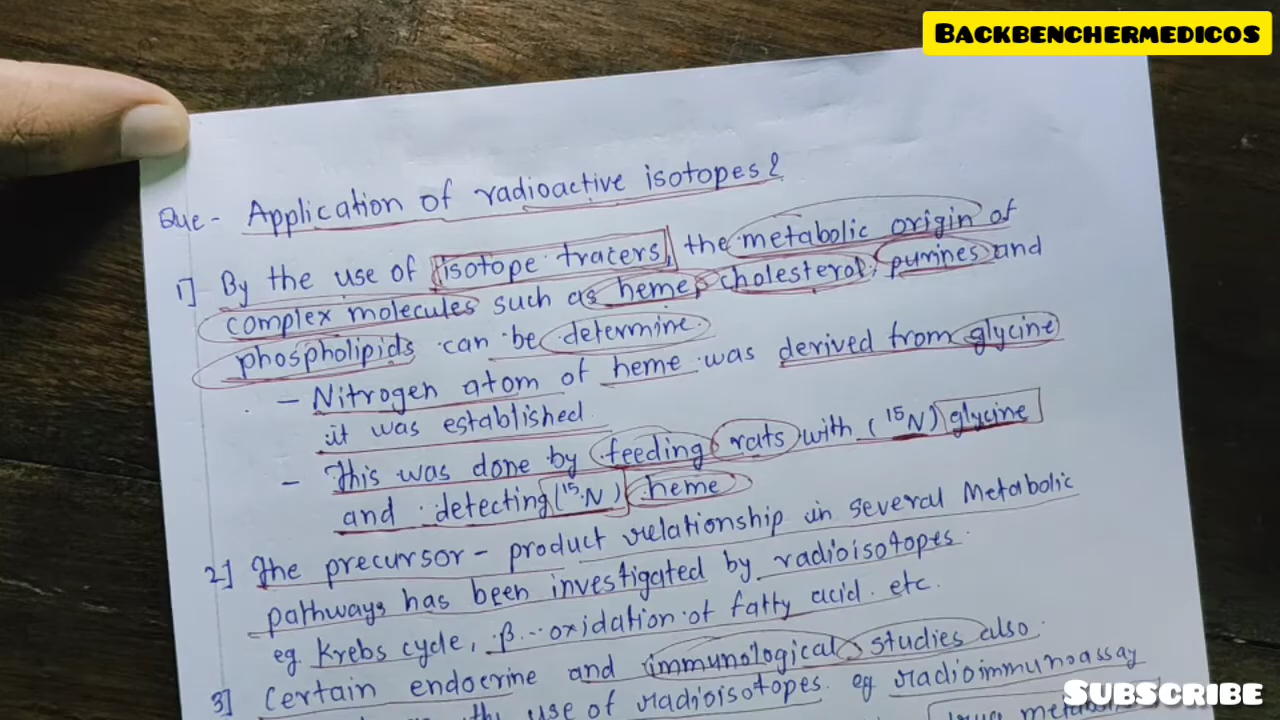 BACKBENCHERMEDICOS
Que - Application of radioactive isotopes?
1] By the use of isotope tracers, the metabolic origin of
complex molecules such as heme, cholesterol, purines and
phospholipids can be determine.
- Nitrogen atom of heme was derived from glycine
it was established
- This was done by feeding rats with (15N) glycine
and detecting (15N) heme
2] The precursor - product relationship in several Metabolic
pathways has been investigated by radioisotopes.
eg. Krebs cycle, β-oxidation of fatty acid. etc.
3] Certain endocrine and immunological studies also
the use of radioisotopes. eg radioimmunoassay
SUBSCRIBE